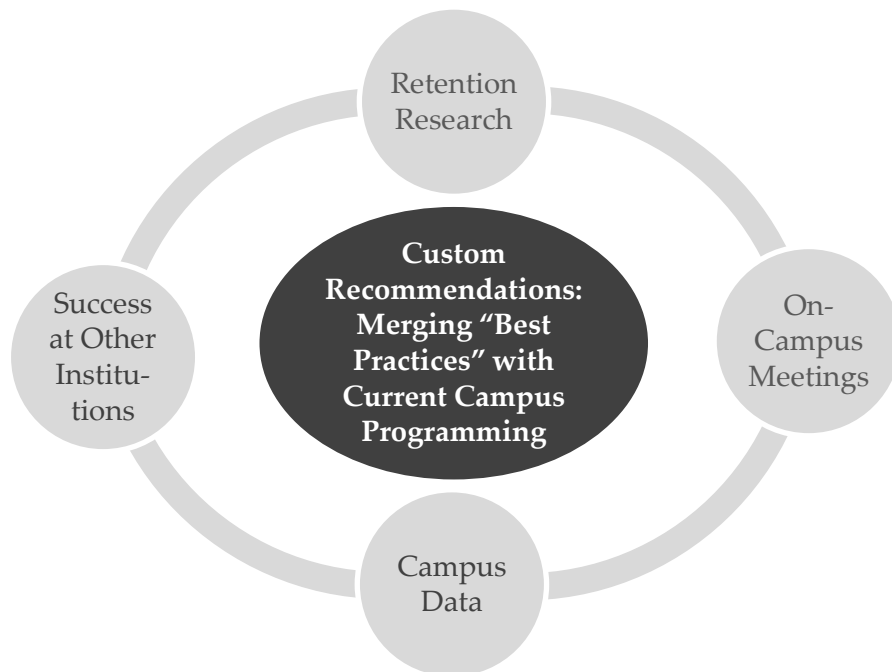 Retention
Research
Custom
Recommendations:
Merging “Best
Practices” with
Current Campus
Programming
Success
at Other
Institu-
tions
On-
Campus
Meetings
Campus
Data